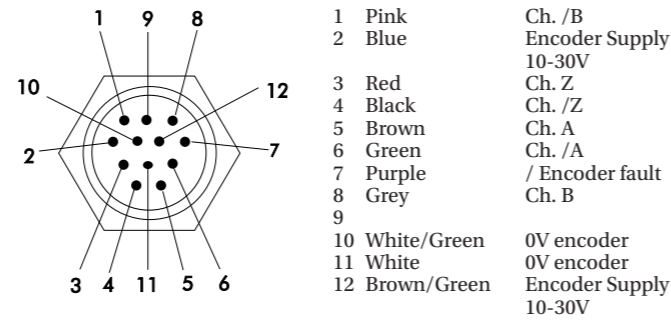 1 9 8
10 12
2 7
3 4 11 5 6
1 Pink Ch. /B
2 Blue Encoder Supply
10-30V
3 Red Ch. Z
4 Black Ch. /Z
5 Brown Ch. A
6 Green Ch. /A
7 Purple / Encoder fault
8 Grey Ch. B
9
10 White/Green 0V encoder
11 White 0V encoder
12 Brown/Green Encoder Supply
10-30V